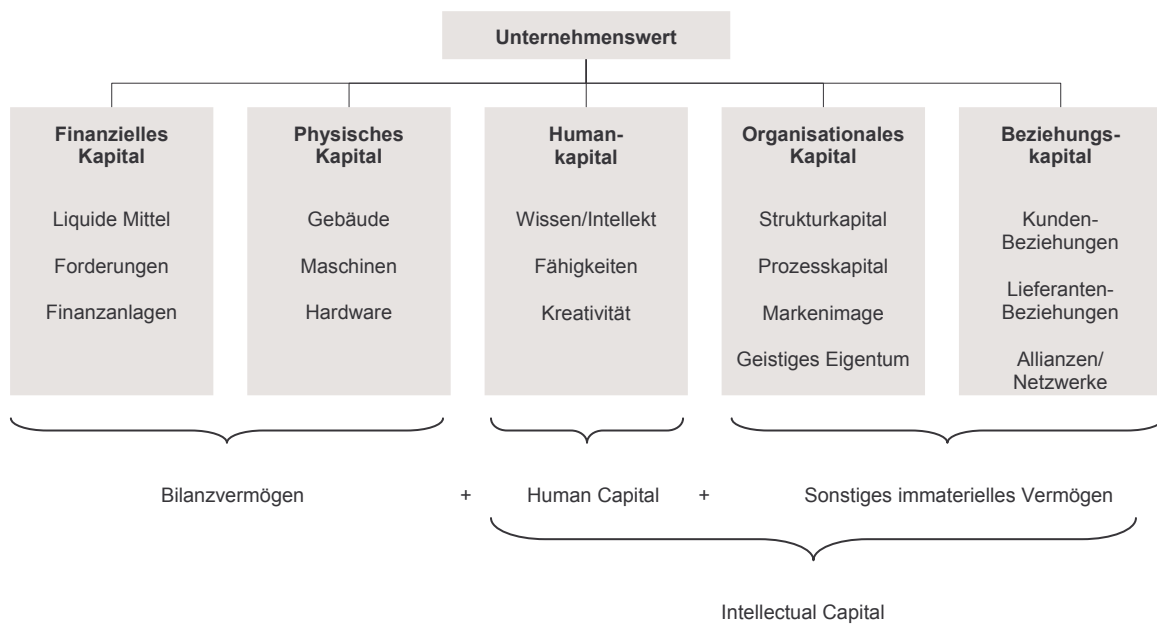 Unternehmenswert
Finanzielles
Kapital
Liquide Mittel
Forderungen
Finanzanlagen
Physisches
Kapital
Gebäude
Maschinen
Hardware
Human-
kapital
Wissen/Intellekt
Fähigkeiten
Kreativität
Organisationales
Kapital
Strukturkapital
Prozesskapital
Markenimage
Geistiges Eigentum
Beziehungs-
kapital
Kunden-
Beziehungen
Lieferanten-
Beziehungen
Allianzen/
Netzwerke
Bilanzvermögen + Human Capital + Sonstiges immaterielles Vermögen
Intellectual Capital